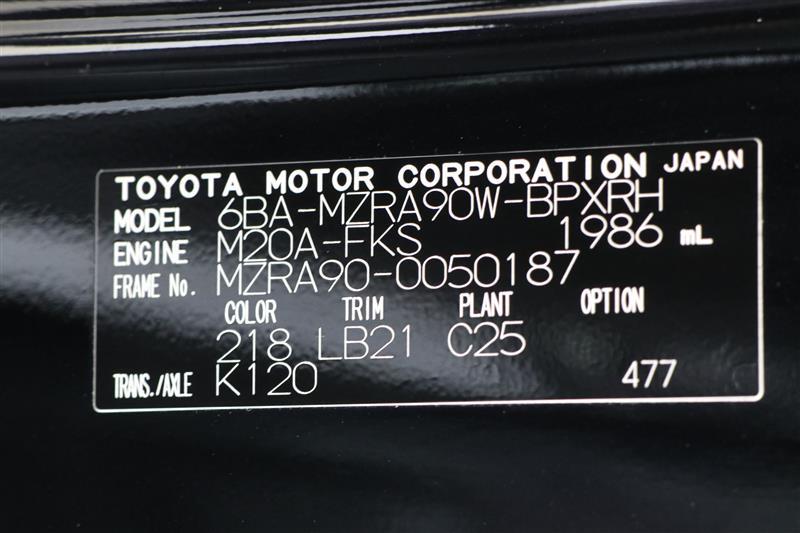 TOYOTA MOTOR CORPORATION JAPAN
MODEL 6BA-MZRA90W-BPXRH
ENGINE M20A-FKS 1986 mL
FRAME No. MZRA90-0050187
COLOR TRIM PLANT OPTION
218 LB21 C25
TRANS./AXLE K120 477